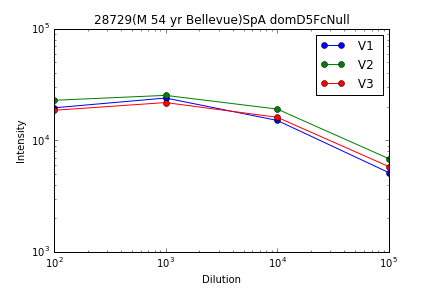 28729(M 54 yr Bellevue)SpA domD5FcNull
10^5
V1
V2
V3
10^4
Intensity
10^3
10^2 10^3 10^4 10^5
Dilution